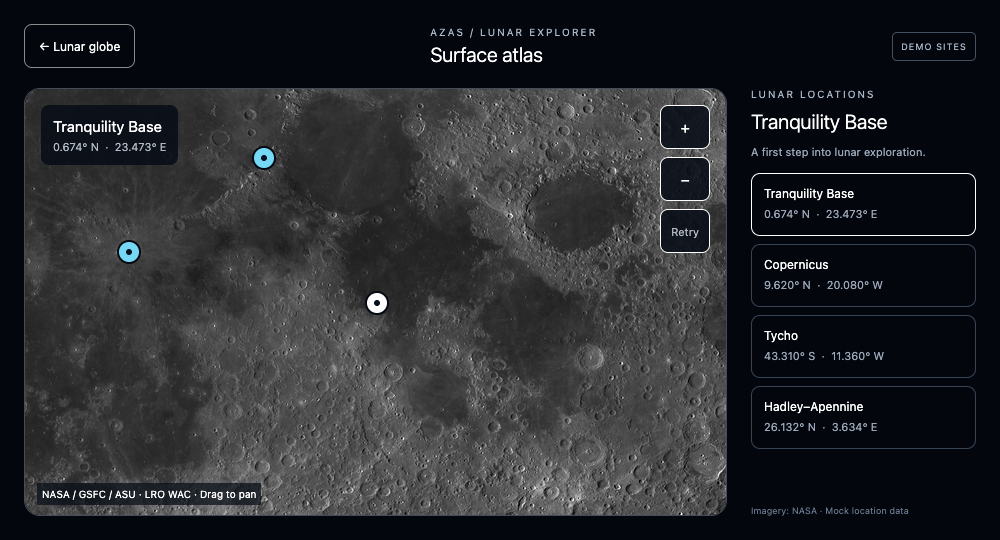 ← Lunar globe
AZAS / LUNAR EXPLORER
Surface atlas
DEMO SITES
Tranquility Base
0.674° N · 23.473° E
+
−
Retry
NASA / GSFC / ASU · LRO WAC · Drag to pan
LUNAR LOCATIONS
Tranquility Base
A first step into lunar exploration.
Tranquility Base
0.674° N · 23.473° E
Copernicus
9.620° N · 20.080° W
Tycho
43.310° S · 11.360° W
Hadley–Apennine
26.132° N · 3.634° E
Imagery: NASA · Mock location data